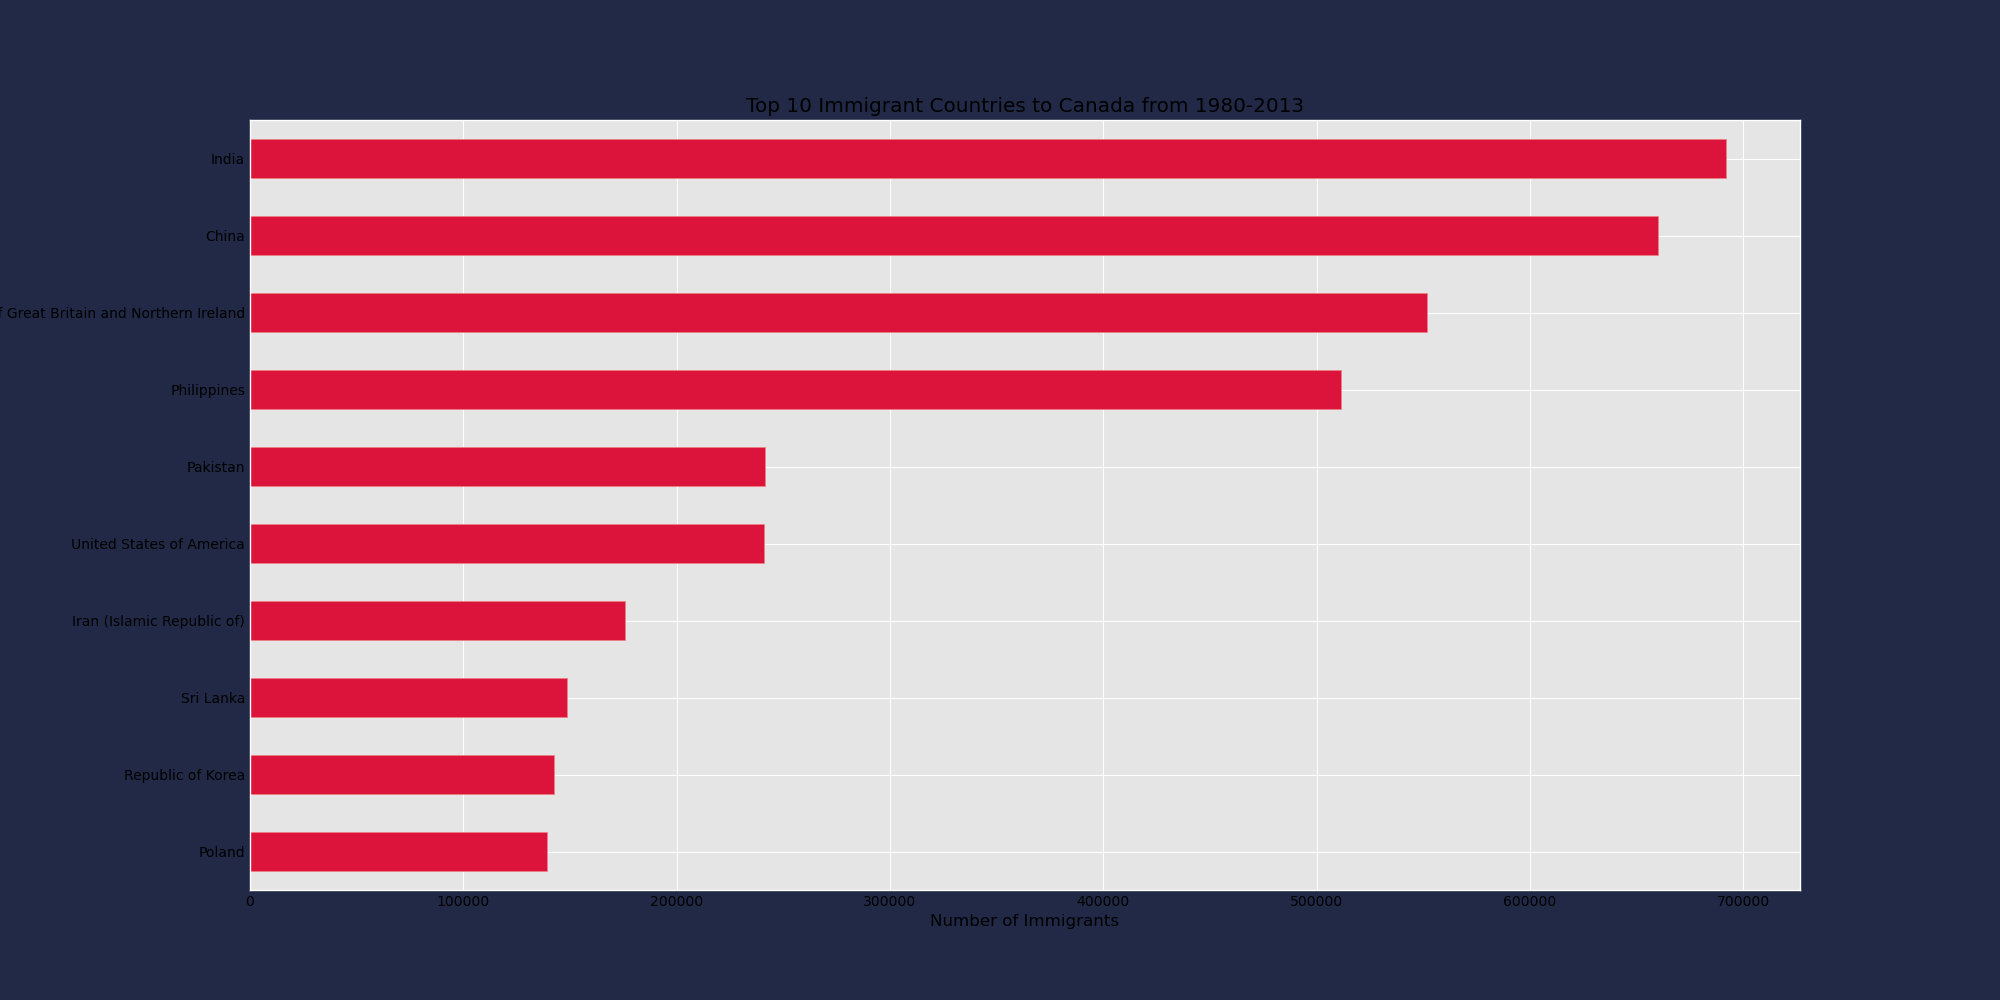 Top 10 Immigrant Countries to Canada from 1980-2013
India
China
Great Britain and Northern Ireland
Philippines
Pakistan
United States of America
Iran (Islamic Republic of)
Sri Lanka
Republic of Korea
Poland
0 100000 200000 300000 400000 500000 600000 700000
Number of Immigrants